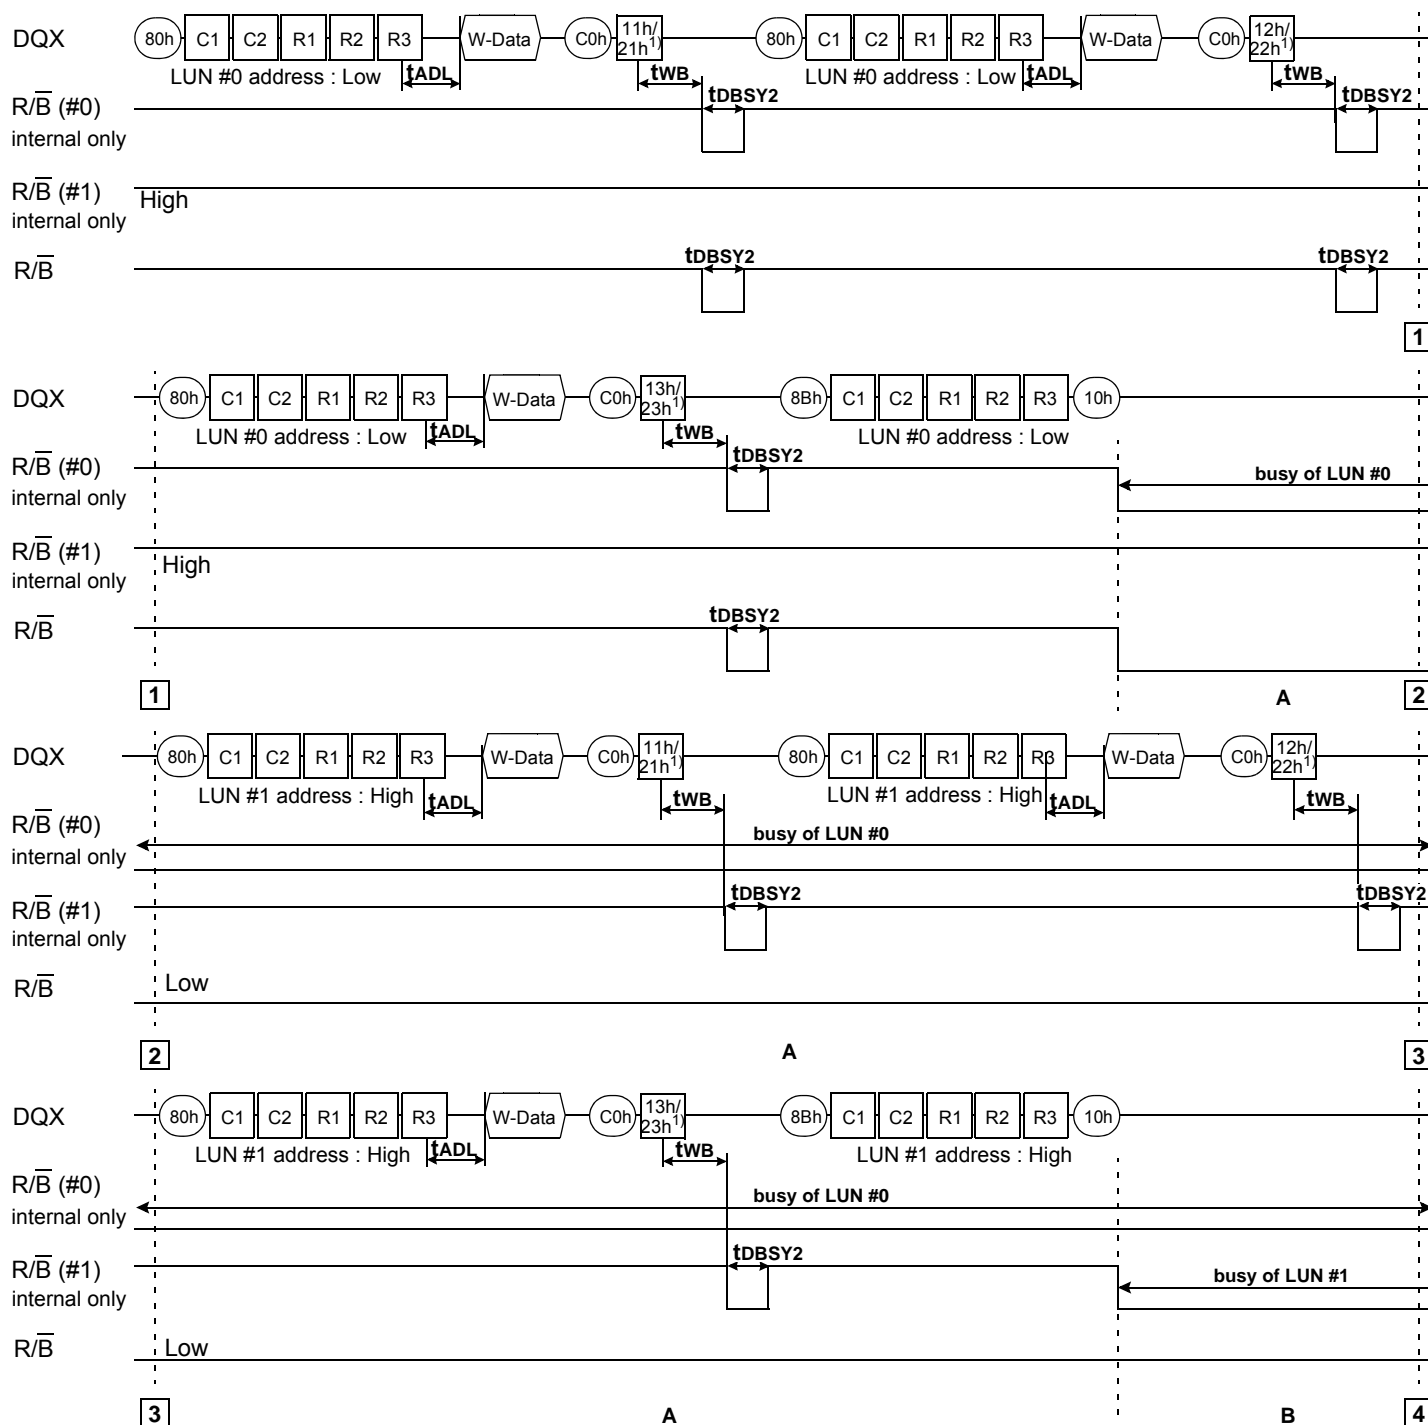 DQX 80h C1 C2 R1 R2 R3 W-Data C0h 11h/21h1) 80h C1 C2 R1 R2 R3 W-Data C0h 12h/22h1)
LUN #0 address : Low tADL tWB LUN #0 address : Low tADL tWB
R/B (#0) tDBSY2 tDBSY2
internal only
R/B (#1) High
internal only
R/B tDBSY2 tDBSY2
1
DQX 80h C1 C2 R1 R2 R3 W-Data C0h 13h/23h1) 8Bh C1 C2 R1 R2 R3 10h
LUN #0 address : Low tADL tWB LUN #0 address : Low
R/B (#0) tDBSY2 busy of LUN #0
internal only
R/B (#1) High
internal only
R/B tDBSY2
1 A 2
DQX 80h C1 C2 R1 R2 R3 W-Data C0h 11h/21h1) 80h C1 C2 R1 R2 R3 W-Data C0h 12h/22h1)
LUN #1 address : High tADL tWB LUN #1 address : High tADL tWB
R/B (#0) busy of LUN #0
internal only
R/B (#1) tDBSY2 tDBSY2
internal only
R/B Low
2 A 3
DQX 80h C1 C2 R1 R2 R3 W-Data C0h 13h/23h1) 8Bh C1 C2 R1 R2 R3 10h
LUN #1 address : High tADL tWB LUN #1 address : High
R/B (#0) busy of LUN #0
internal only
R/B (#1) tDBSY2 busy of LUN #1
internal only
R/B Low
3 A B 4